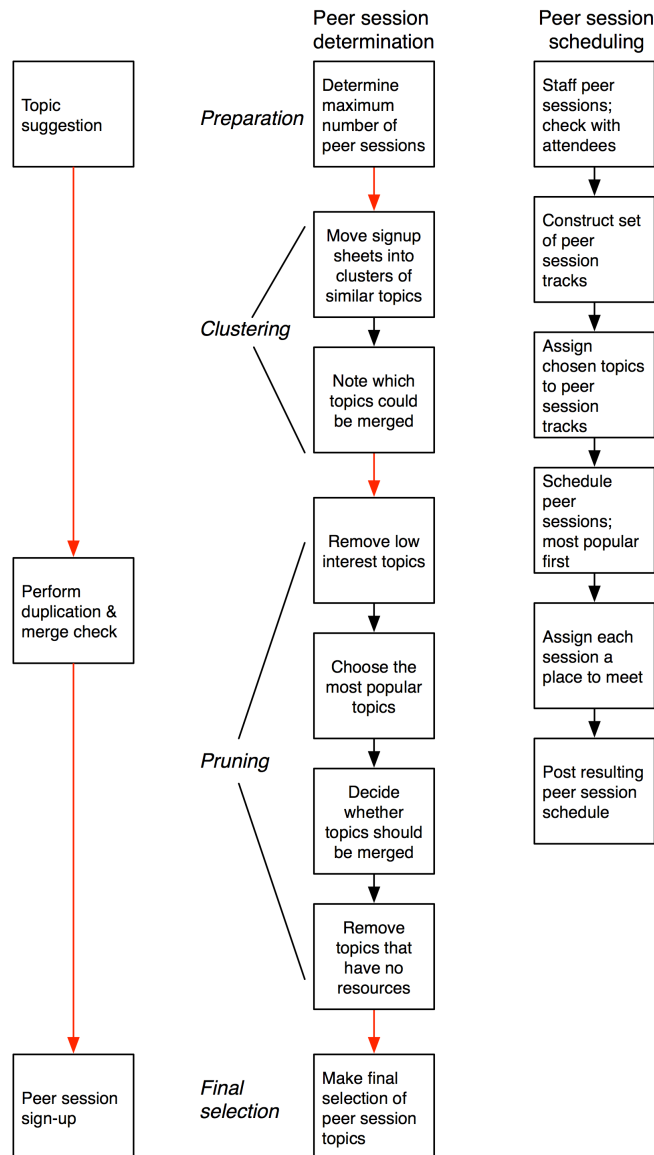 Peer session
determination
Peer session
scheduling
Topic
suggestion
Perform
duplication &
merge check
Peer session
sign-up
Preparation
Clustering
Pruning
Final
selection
Determine
maximum
number of
peer sessions
Move signup
sheets into
clusters of
similar topics
Note which
topics could
be merged
Remove low
interest topics
Choose the
most popular
topics
Decide
whether
topics should
be merged
Remove
topics that
have no
resources
Make final
selection of
peer session
topics
Staff peer
sessions;
check with
attendees
Construct set
of peer
session
tracks
Assign
chosen topics
to peer
session
tracks
Schedule
peer
sessions;
most popular
first
Assign each
session a
place to meet
Post resulting
peer session
schedule